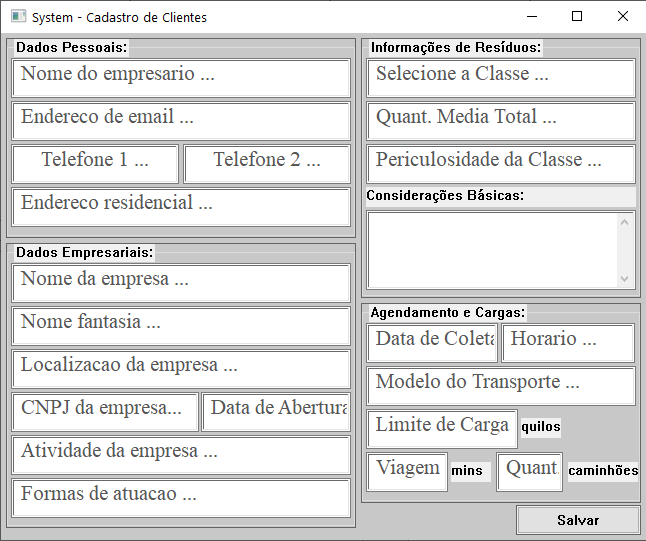 System - Cadastro de Clientes
Dados Pessoais:
Nome do empresario ...
Endereco de email ...
Telefone 1 ...
Telefone 2 ...
Endereco residencial ...
Dados Empresariais:
Nome da empresa ...
Nome fantasia ...
Localizacao da empresa ...
CNPJ da empresa...
Data de Abertura
Atividade da empresa ...
Formas de atuacao ...
Informações de Resíduos:
Selecione a Classe ...
Quant. Media Total ...
Periculosidade da Classe ...
Considerações Básicas:
Agendamento e Cargas:
Data de Coleta
Horario ...
Modelo do Transporte ...
Limite de Carga
quilos
Viagem
mins
Quant.
caminhões
Salvar